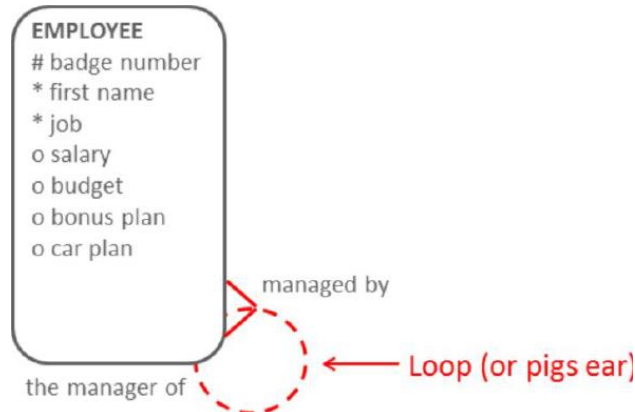 EMPLOYEE
# badge number
* first name
* job
o salary
o budget
o bonus plan
o car plan
managed by
Loop (or pigs ear)
the manager of